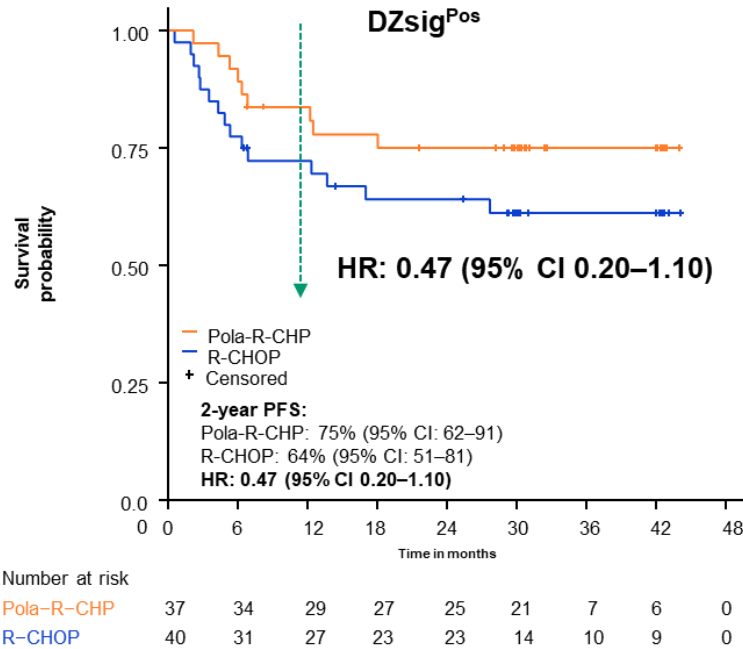 DZsigPos
1.00
0.75
0.50
0.25
0.0
Survival
probability
HR: 0.47 (95% CI 0.20–1.10)
Pola-R-CHP
R-CHOP
Censored
2-year PFS:
Pola-R-CHP: 75% (95% CI: 62–91)
R-CHOP: 64% (95% CI: 51–81)
HR: 0.47 (95% CI 0.20–1.10)
0 0 6 12 18 24 30 36 42 48
Time in months
Number at risk
Pola−R−CHP 37 34 29 27 25 21 7 6 0
R−CHOP 40 31 27 23 23 14 10 9 0